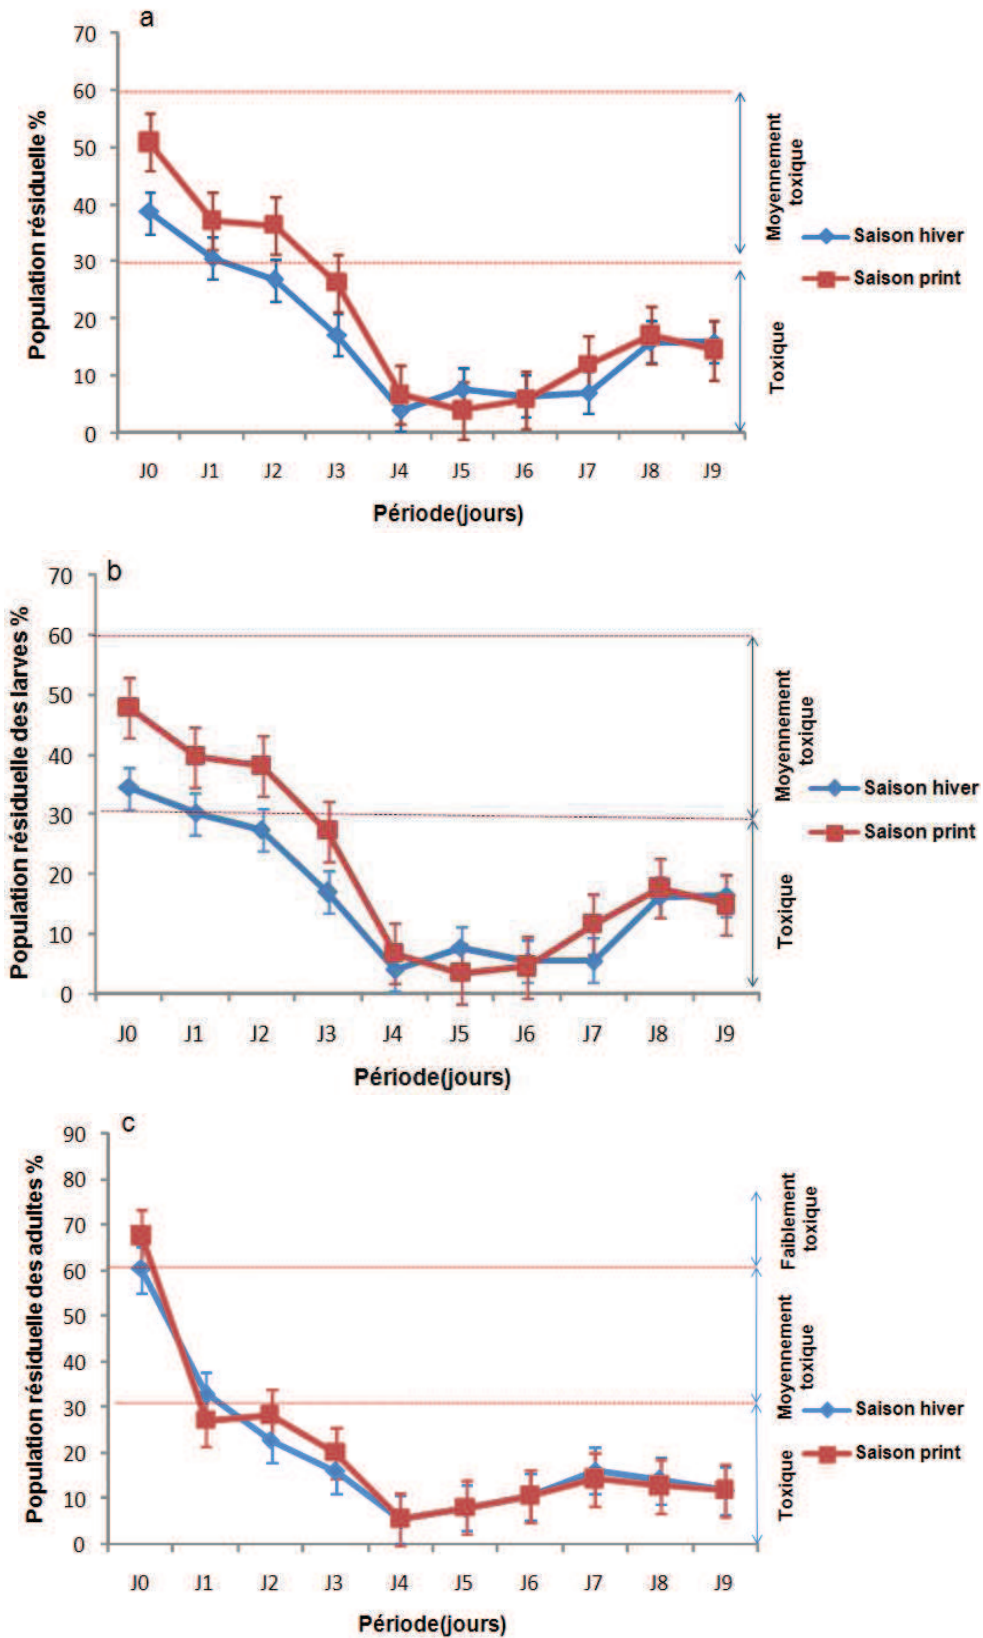 a
Population résiduelle %
70
60
50
40
30
20
10
0
J0 J1 J2 J3 J4 J5 J6 J7 J8 J9
Période(jours)
Moyennement
toxique
Toxique
Saison hiver
Saison print
b
Population résiduelle des larves %
70
60
50
40
30
20
10
0
J0 J1 J2 J3 J4 J5 J6 J7 J8 J9
Période(jours)
Moyennement
toxique
Toxique
Saison hiver
Saison print
c
Population résiduelle des adultes %
90
80
70
60
50
40
30
20
10
0
J0 J1 J2 J3 J4 J5 J6 J7 J8 J9
Période(jours)
Faiblement
toxique
Moyennement
toxique
Toxique
Saison hiver
Saison print